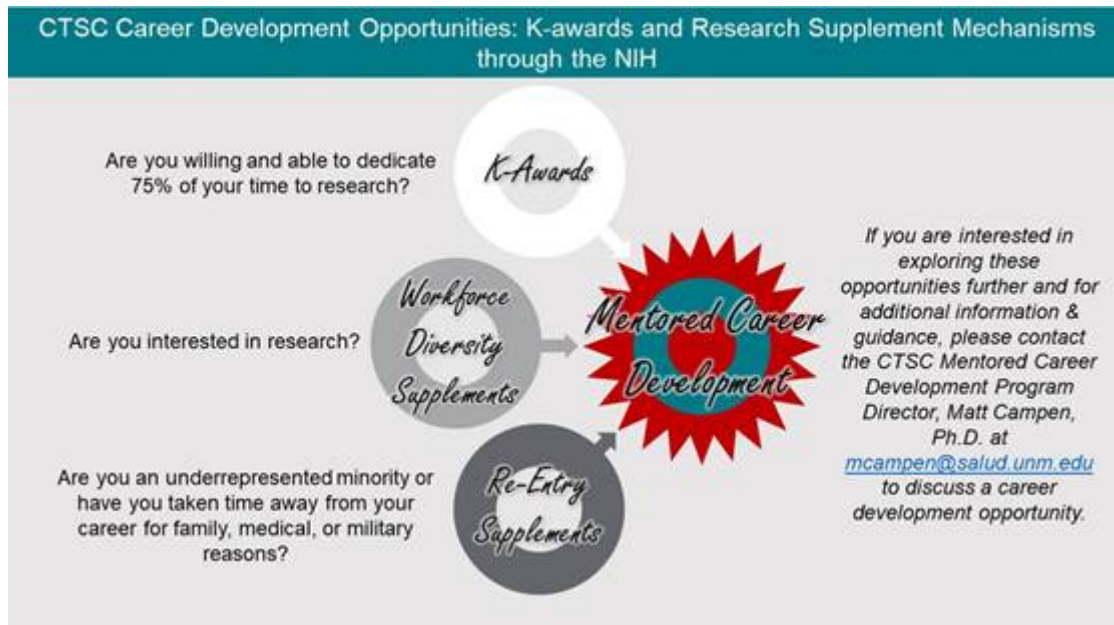 CTSC Career Development Opportunities: K-awards and Research Supplement Mechanisms
through the NIH
Are you willing and able to dedicate
75% of your time to research?
K-Awards
Are you interested in research?
Workforce
Diversity
Supplements
Are you an underrepresented minority or
have you taken time away from your
career for family, medical, or military
reasons?
Re-Entry
Supplements
Mentored Career
Development
If you are interested in
exploring these
opportunities further and for
additional information &
guidance, please contact
the CTSC Mentored Career
Development Program
Director, Matt Campen,
Ph.D. at
mcampen@salud.unm.edu
to discuss a career
development opportunity.